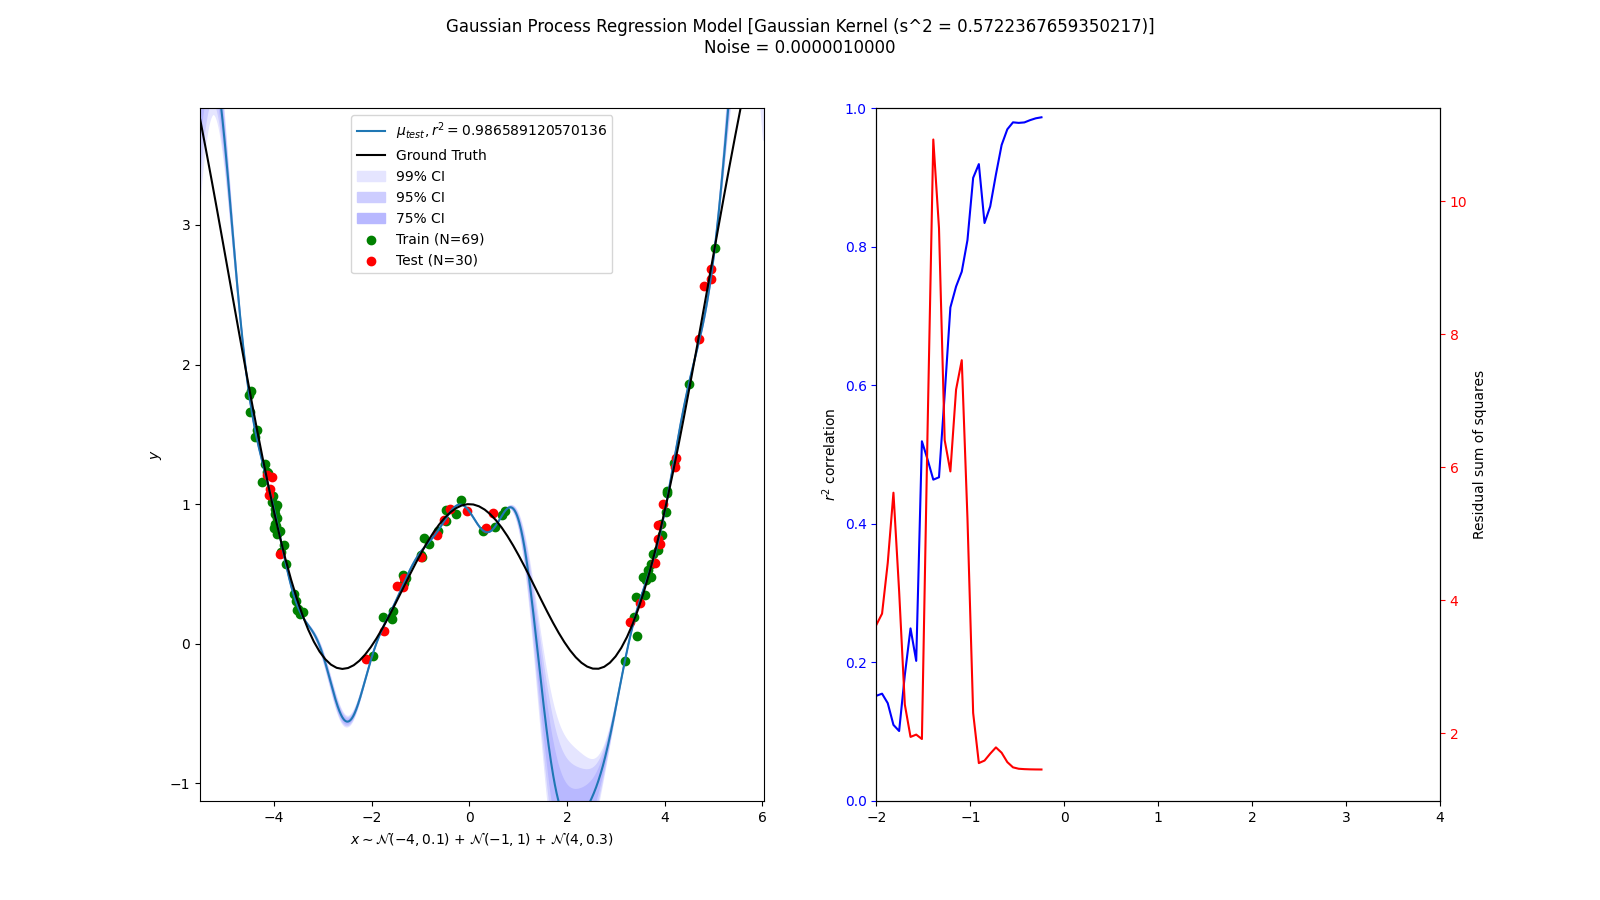 Gaussian Process Regression Model [Gaussian Kernel (s^2 = 0.5722367659350217)]
Noise = 0.0000010000
μtest, r² = 0.986589120570136
Ground Truth
99% CI
95% CI
75% CI
Train (N=69)
Test (N=30)
3
2
1
0
−1
y
−4
−2
0
2
4
6
x ∼ 𝒩(−4, 0.1) + 𝒩(−1, 1) + 𝒩(4, 0.3)
1.0
0.8
0.6
0.4
0.2
0.0
r² correlation
−2
−1
0
1
2
3
4
10
8
6
4
2
Residual sum of squares